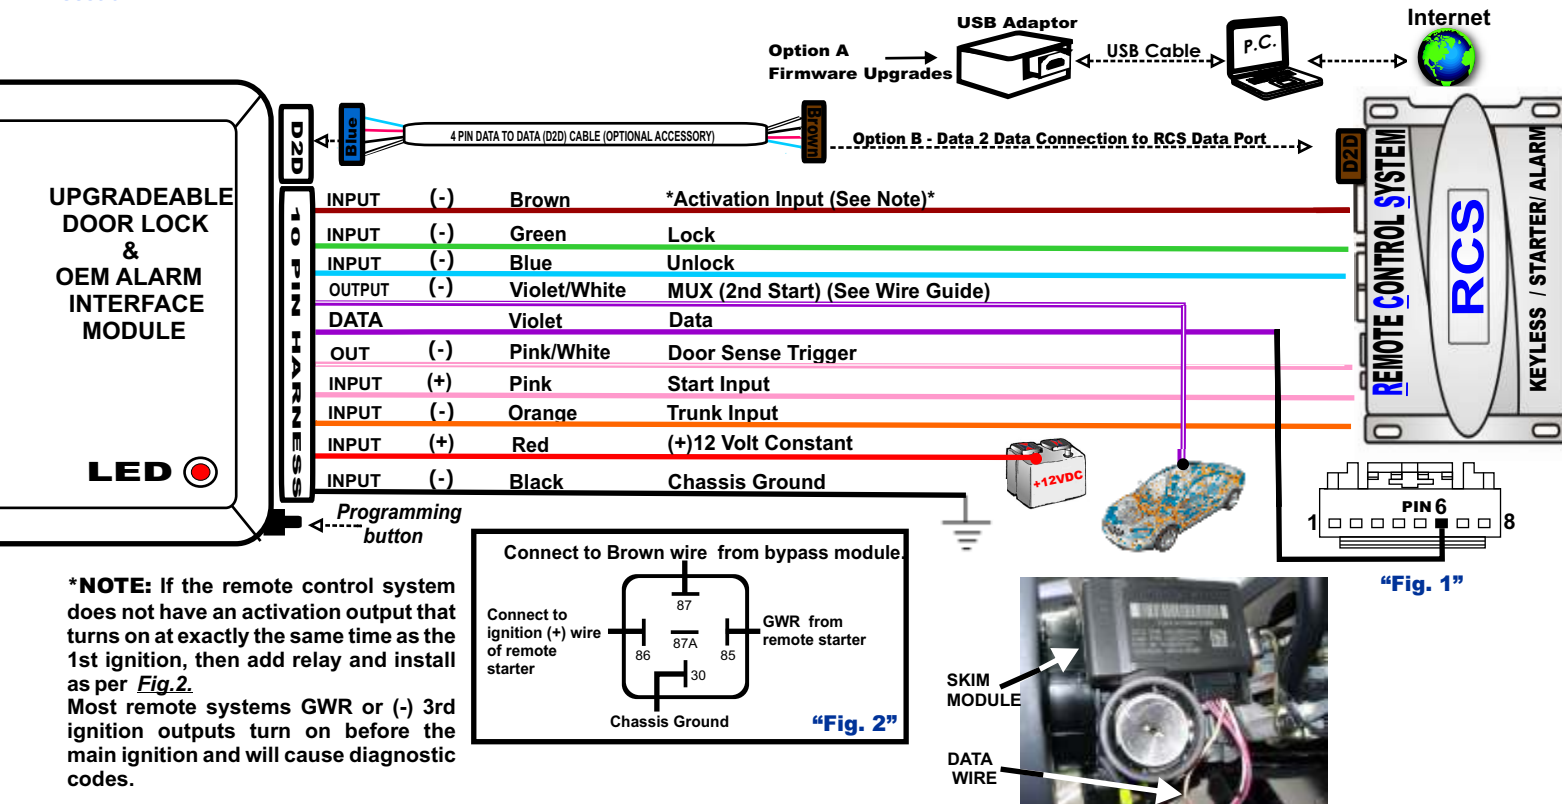 USB Adaptor
Internet
Option A
Firmware Upgrades
USB Cable
P.C.
D2D
Blue
4 PIN DATA TO DATA (D2D) CABLE (OPTIONAL ACCESSORY)
Brown
Option B - Data 2 Data Connection to RCS Data Port
D2D
UPGRADEABLE
DOOR LOCK
&
OEM ALARM
INTERFACE
MODULE
LED
10 PIN HARNESS
INPUT (-) Brown *Activation Input (See Note)*
INPUT (-) Green Lock
INPUT (-) Blue Unlock
OUTPUT (-) Violet/White MUX (2nd Start) (See Wire Guide)
DATA Violet Data
OUT (-) Pink/White Door Sense Trigger
INPUT (+) Pink Start Input
INPUT (-) Orange Trunk Input
INPUT (+) Red (+)12 Volt Constant
INPUT (-) Black Chassis Ground
REMOTE CONTROL SYSTEM
RCS
KEYLESS / STARTER/ ALARM
+12VDC
Programming
button
PIN 6
1
8
“Fig. 1”
*NOTE: If the remote control system
does not have an activation output that
turns on at exactly the same time as the
1st ignition, then add relay and install
as per Fig.2.
Most remote systems GWR or (-) 3rd
ignition outputs turn on before the
main ignition and will cause diagnostic
codes.
Connect to Brown wire from bypass module.
87
Connect to
ignition (+) wire
of remote
starter
86
87A
85
GWR from
remote starter
30
Chassis Ground
“Fig. 2”
SKIM
MODULE
DATA
WIRE